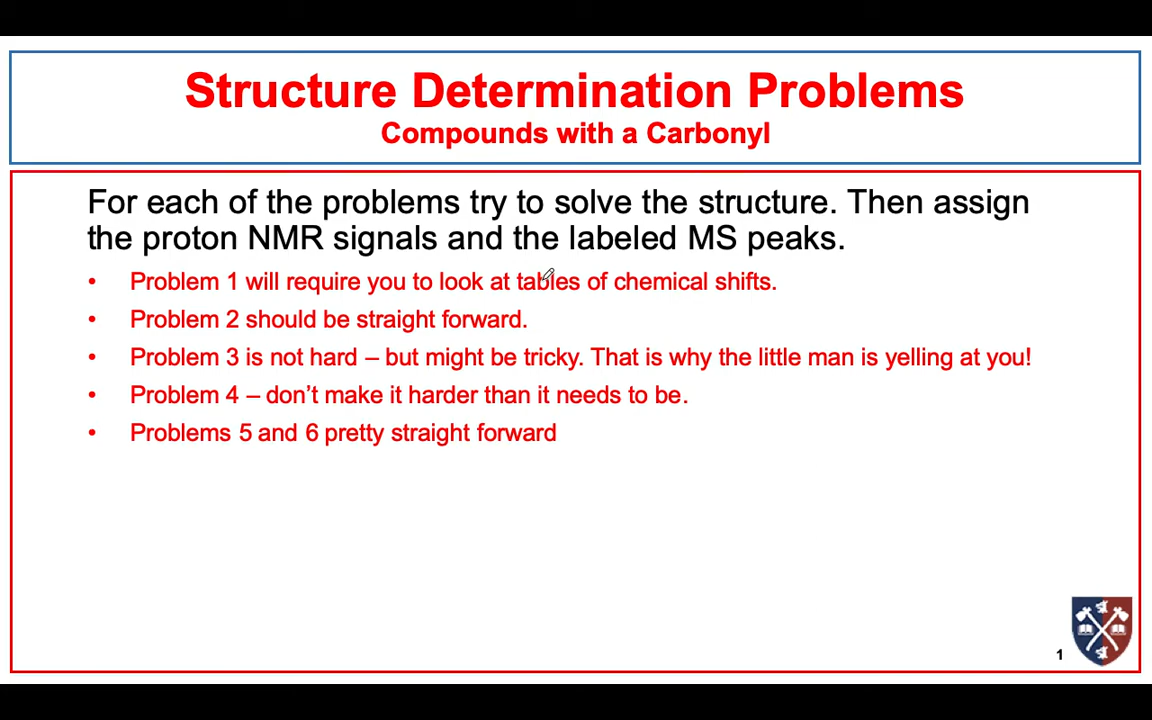 Structure Determination Problems
Compounds with a Carbonyl
For each of the problems try to solve the structure. Then assign
the proton NMR signals and the labeled MS peaks.
• Problem 1 will require you to look at tables of chemical shifts.
• Problem 2 should be straight forward.
• Problem 3 is not hard – but might be tricky. That is why the little man is yelling at you!
• Problem 4 – don’t make it harder than it needs to be.
• Problems 5 and 6 pretty straight forward
1